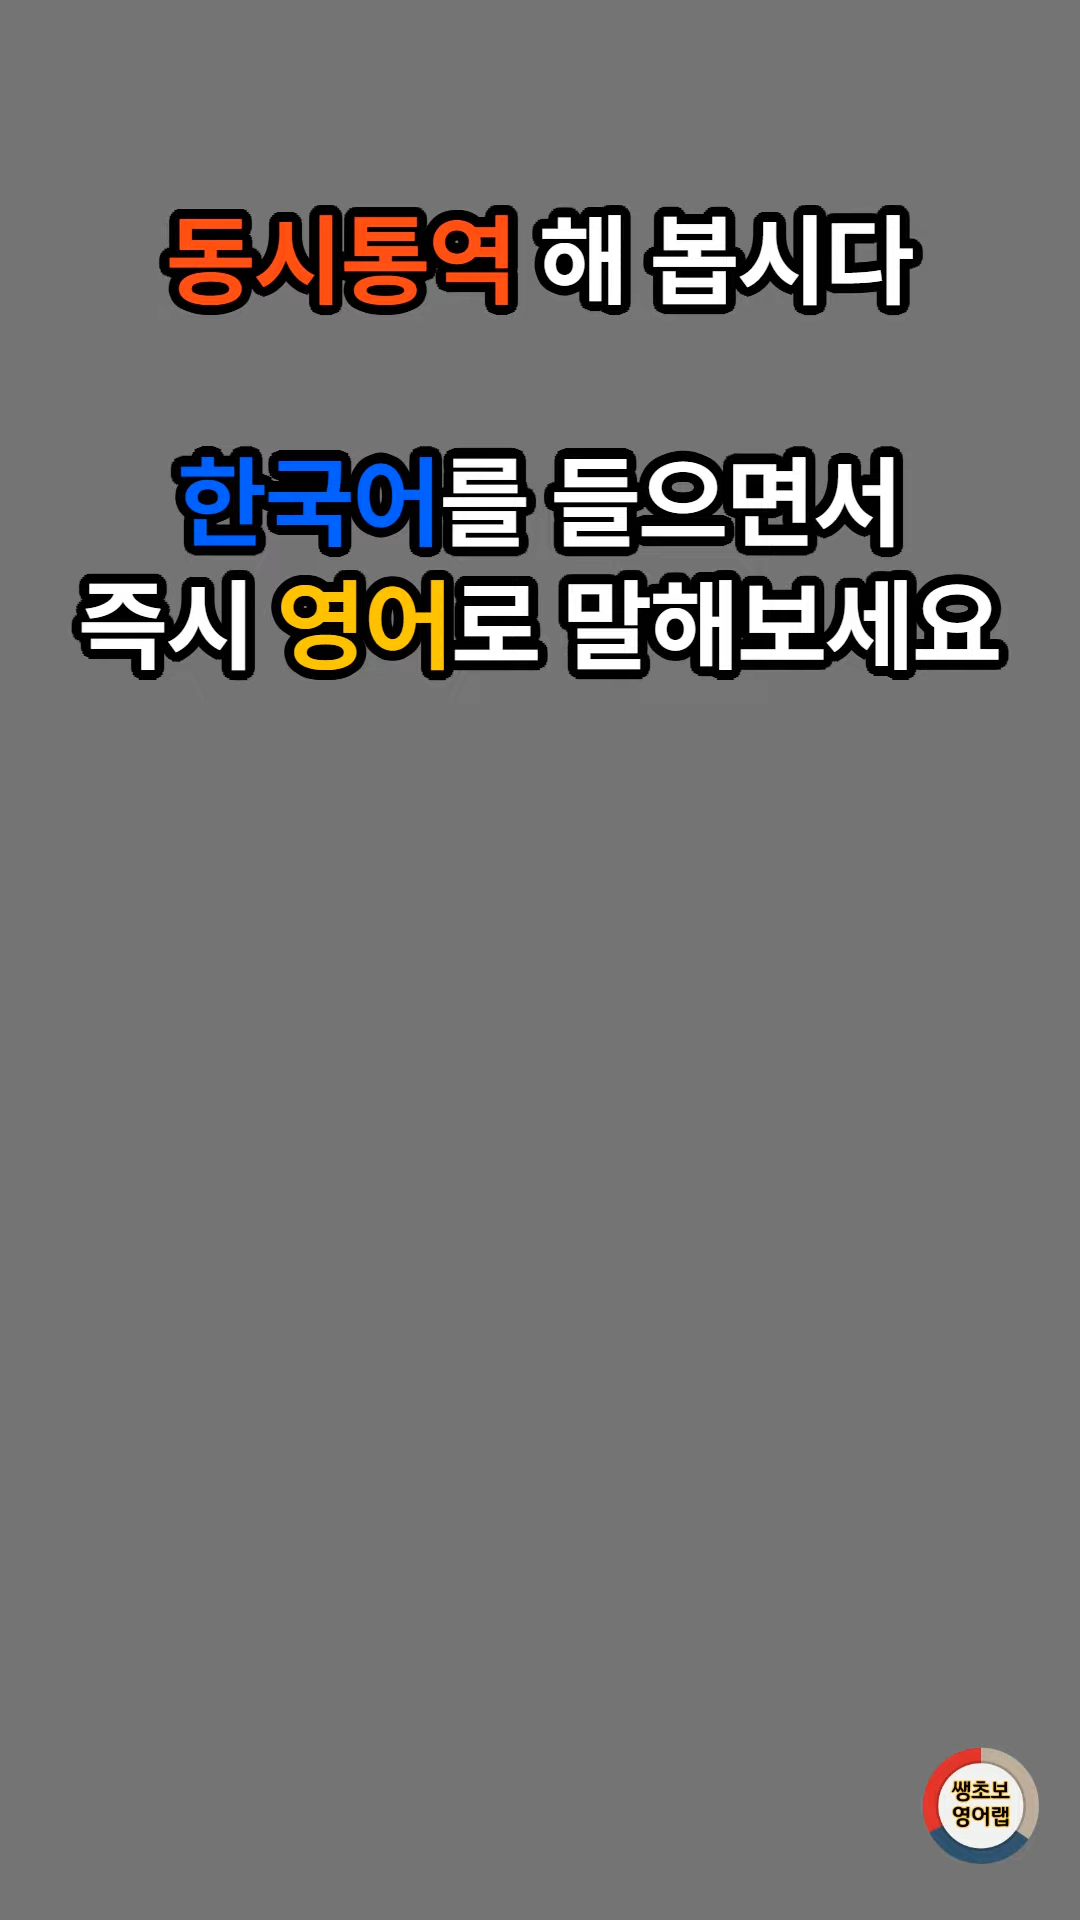 동시통역 해 봅시다
한국어를 들으면서
즉시 영어로 말해보세요
쌩초보
영어랩